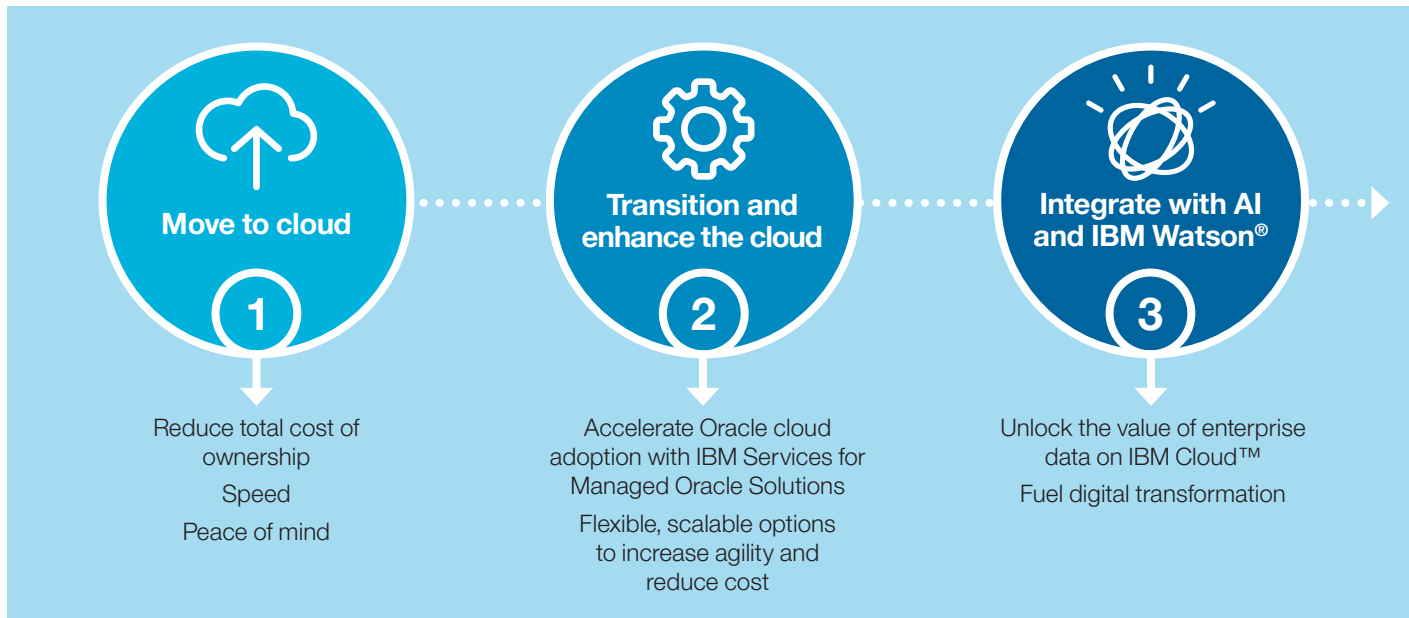 Move to cloud
1
Reduce total cost of
ownership
Speed
Peace of mind
Transition and
enhance the cloud
2
Accelerate Oracle cloud
adoption with IBM Services for
Managed Oracle Solutions
Flexible, scalable options
to increase agility and
reduce cost
Integrate with AI
and IBM Watson®
3
Unlock the value of enterprise
data on IBM Cloud™
Fuel digital transformation